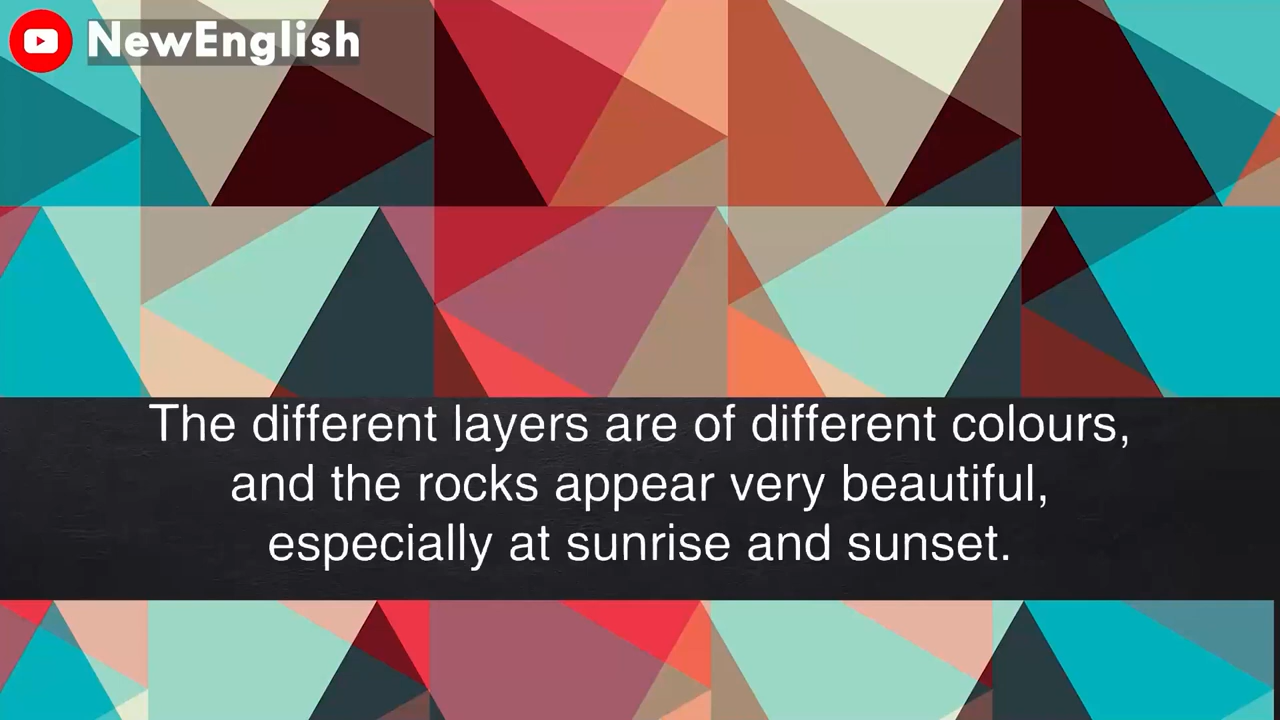 NewEnglish
The different layers are of different colours,
and the rocks appear very beautiful,
especially at sunrise and sunset.